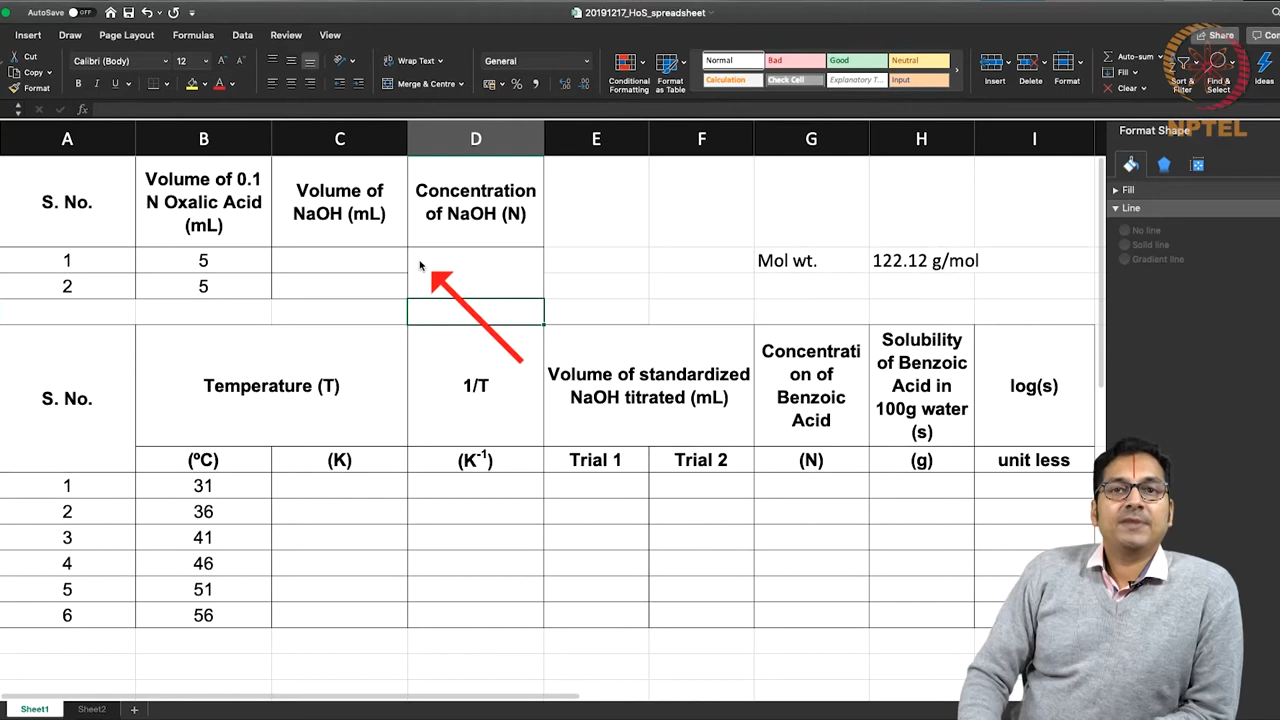 AutoSave OFF
20191217_HoS_spreadsheet
Insert Draw Page Layout Formulas Data Review View
Share
Cut
Copy
Format
Calibri (Body) 12
B I U
Wrap Text
Merge & Centre
General
Conditional Formatting
Format as Table
Normal Bad Good Neutral
Calculation Check Cell Explanatory T... Input
Insert Delete Format
Auto-sum
Fill
Clear
Sort & Filter
Find & Select
Ideas
NPTEL
fx
A B C D E F G H I
Format Shape
Fill
Line
No line
Solid line
Gradient line
S. No.
Volume of 0.1
N Oxalic Acid
(mL)
Volume of
NaOH (mL)
Concentration
of NaOH (N)
1 5 Mol wt. 122.12 g/mol
2 5
S. No.
Temperature (T)
1/T
Volume of standardized
NaOH titrated (mL)
Concentrati
on of
Benzoic
Acid
Solubility
of Benzoic
Acid in
100g water
(s)
log(s)
(ºC) (K) (K-1) Trial 1 Trial 2 (N) (g) unit less
1 31
2 36
3 41
4 46
5 51
6 56
Sheet1 Sheet2 +